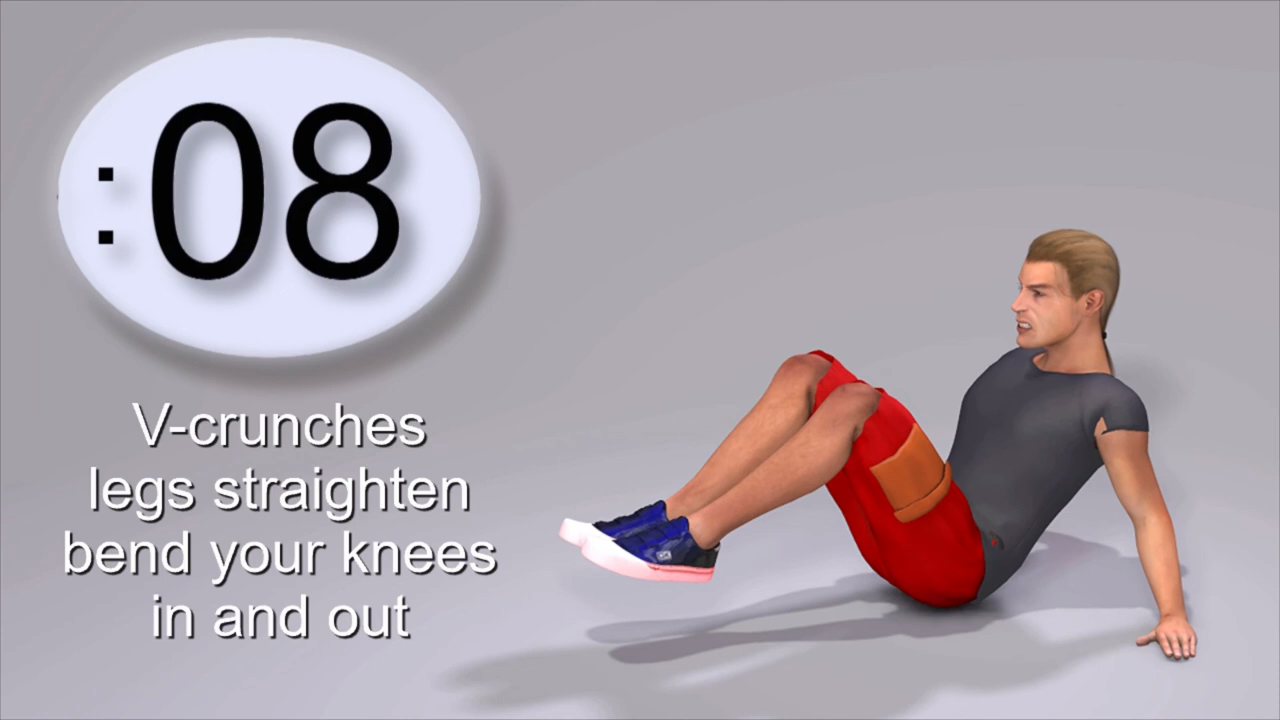 :08
V-crunches
legs straighten
bend your knees
in and out